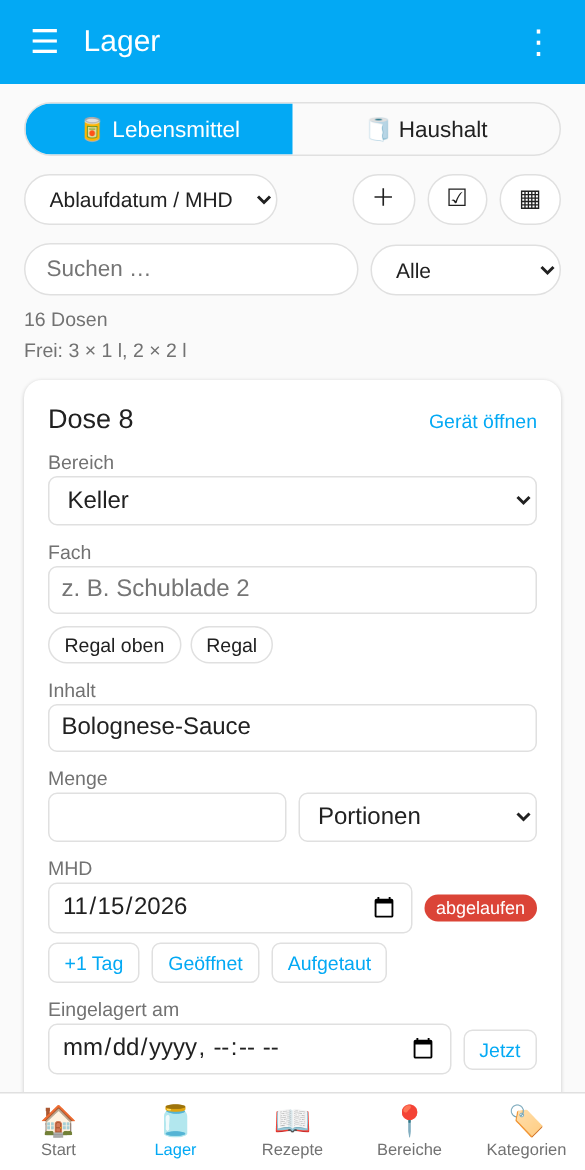 ☰ Lager ⋮
🥫 Lebensmittel 🧻 Haushalt
Ablaufdatum / MHD + ☑ ▦
Suchen … Alle
16 Dosen
Frei: 3 × 1 l, 2 × 2 l
Dose 8 Gerät öffnen
Bereich
Keller
Fach
z. B. Schublade 2
Regal oben Regal
Inhalt
Bolognese-Sauce
Menge
Portionen
MHD
11/15/2026 abgelaufen
+1 Tag Geöffnet Aufgetaut
Eingelagert am
mm/dd/yyyy, --:-- -- Jetzt
Start Lager Rezepte Bereiche Kategorien